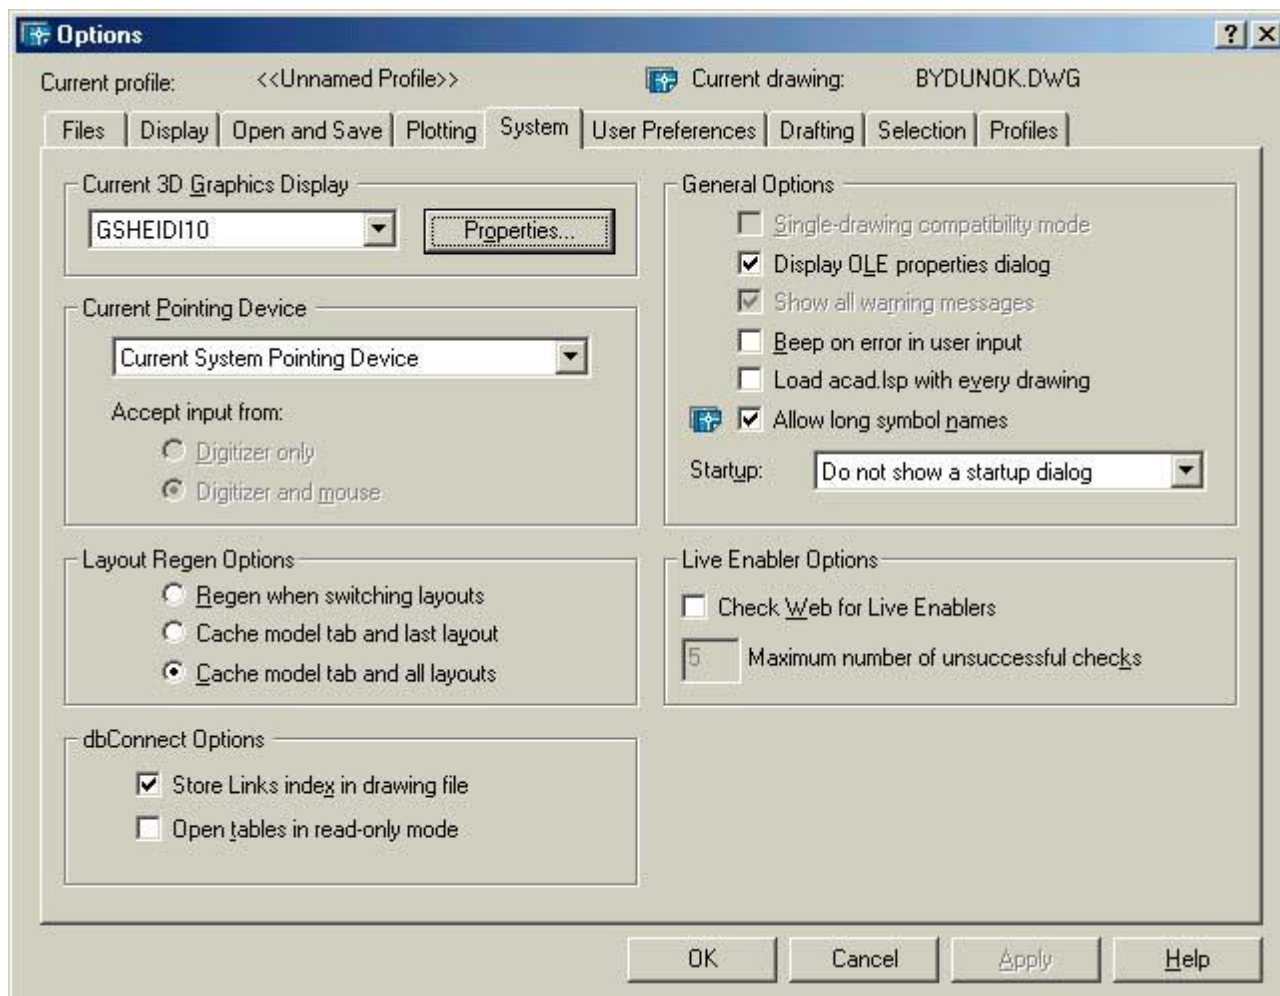 Options
Current profile: <<Unnamed Profile>> Current drawing: BYDUNOK.DWG
Files Display Open and Save Plotting System User Preferences Drafting Selection Profiles
Current 3D Graphics Display
GSHEIDI10 Properties...
Current Pointing Device
Current System Pointing Device
Accept input from:
Digitizer only
Digitizer and mouse
Layout Regen Options
Regen when switching layouts
Cache model tab and last layout
Cache model tab and all layouts
dbConnect Options
Store Links index in drawing file
Open tables in read-only mode
General Options
Single-drawing compatibility mode
Display OLE properties dialog
Show all warning messages
Beep on error in user input
Load acad.lsp with every drawing
Allow long symbol names
Startup: Do not show a startup dialog
Live Enabler Options
Check Web for Live Enablers
5 Maximum number of unsuccessful checks
OK Cancel Apply Help